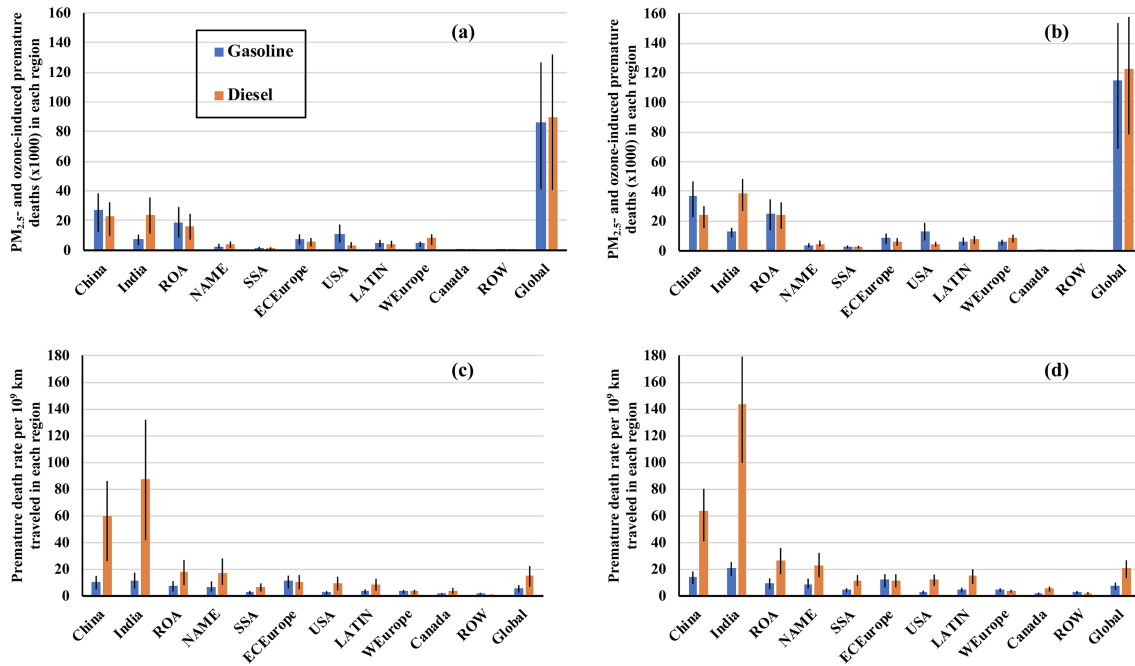 (a)
Gasoline
Diesel
PM2.5- and ozone-induced premature
deaths (x1000) in each region
160
140
120
100
80
60
40
20
0
China
India
ROA
NAME
SSA
ECEurope
USA
LATIN
WEurope
Canada
ROW
Global
(b)
PM2.5- and ozone-induced premature
deaths (x1000) in each region
160
140
120
100
80
60
40
20
0
China
India
ROA
NAME
SSA
ECEurope
USA
LATIN
WEurope
Canada
ROW
Global
(c)
Premature death rate per 10⁹ km
traveled in each region
180
160
140
120
100
80
60
40
20
0
China
India
ROA
NAME
SSA
ECEurope
USA
LATIN
WEurope
Canada
ROW
Global
(d)
Premature death rate per 10⁹ km
traveled in each region
180
160
140
120
100
80
60
40
20
0
China
India
ROA
NAME
SSA
ECEurope
USA
LATIN
WEurope
Canada
ROW
Global